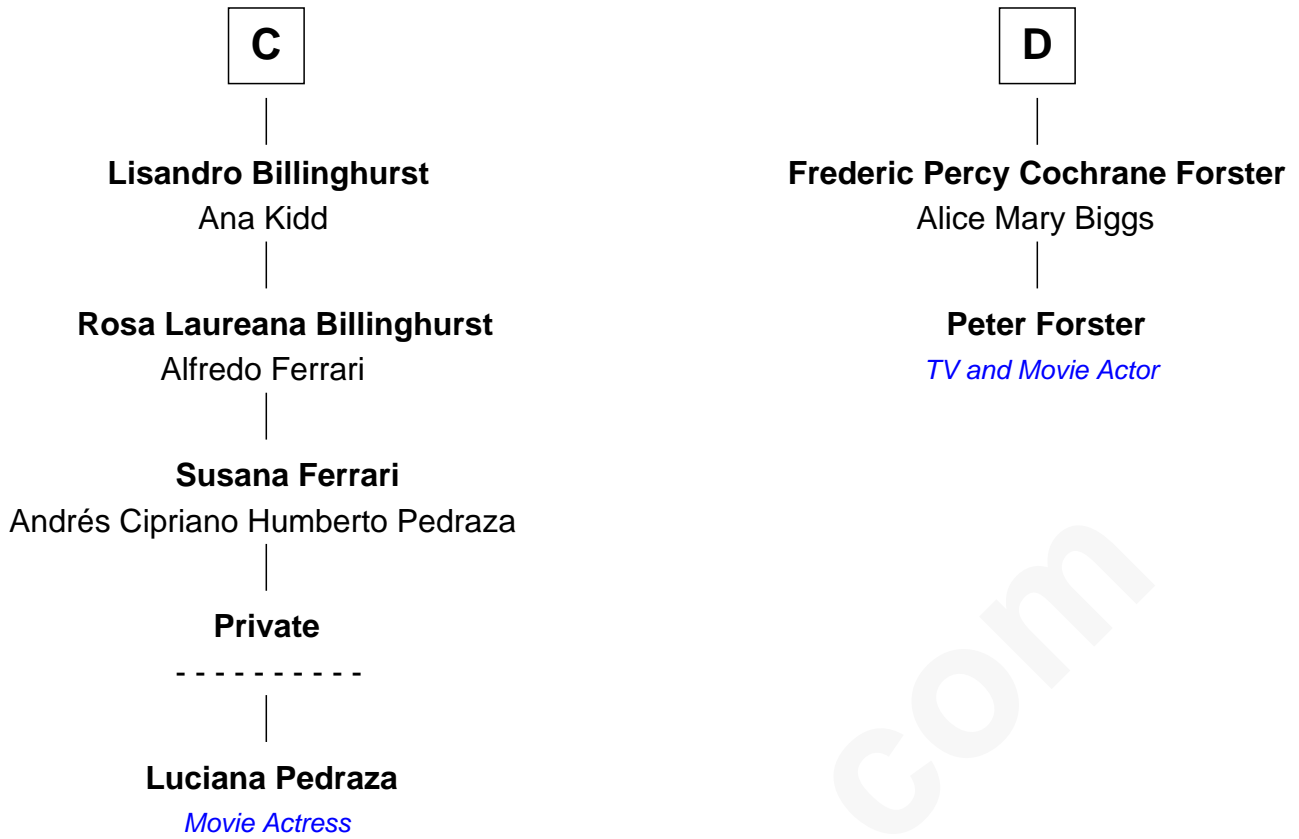 C
Lisandro Billinghurst
Ana Kidd
Rosa Laureana Billinghurst
Alfredo Ferrari
Susana Ferrari
Andrés Cipriano Humberto Pedraza
Private
- - - - - - - - - -
Luciana Pedraza
Movie Actress
D
Frederic Percy Cochrane Forster
Alice Mary Biggs
Peter Forster
TV and Movie Actor
com